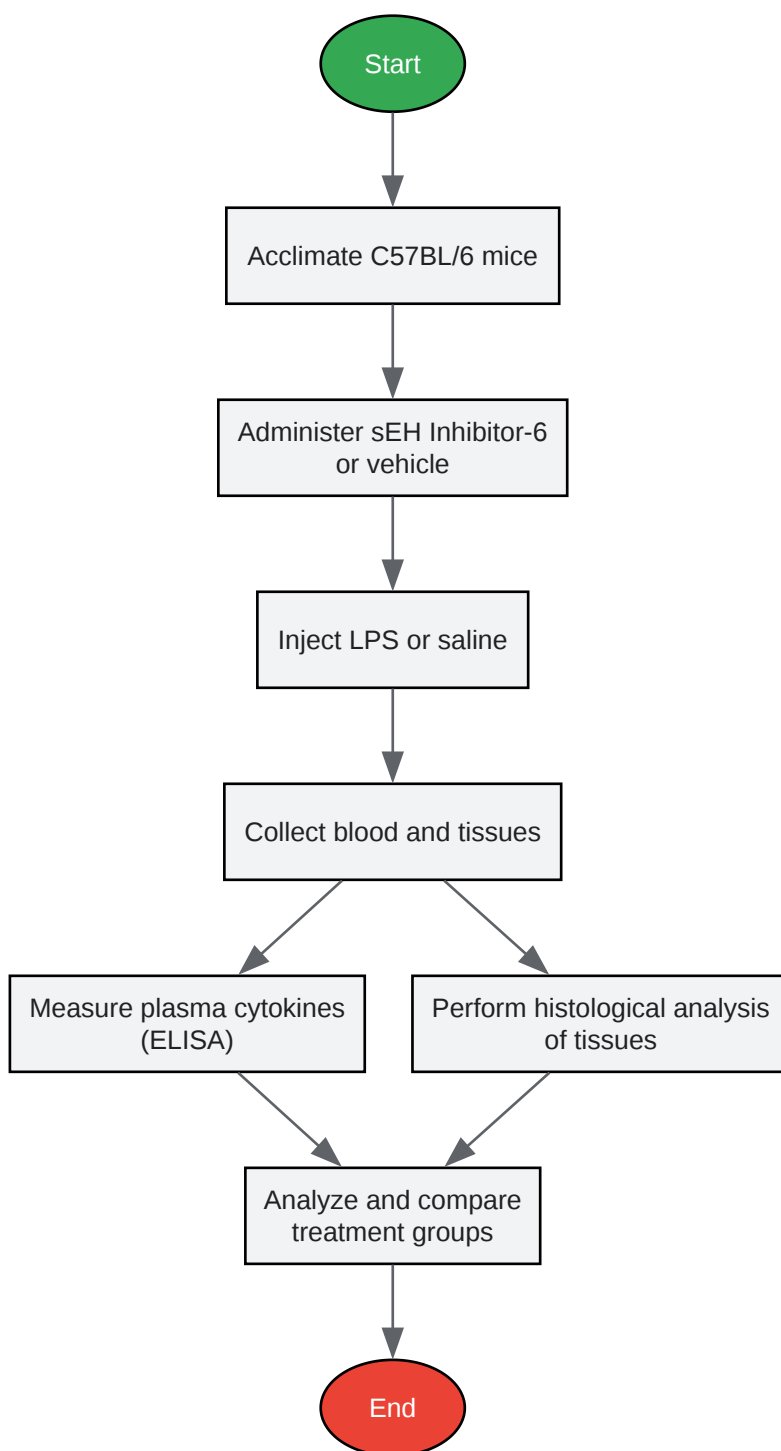 Start
Acclimate C57BL/6 mice
Administer sEH Inhibitor-6
or vehicle
Inject LPS or saline
Collect blood and tissues
Measure plasma cytokines
(ELISA)
Perform histological analysis
of tissues
Analyze and compare
treatment groups
End